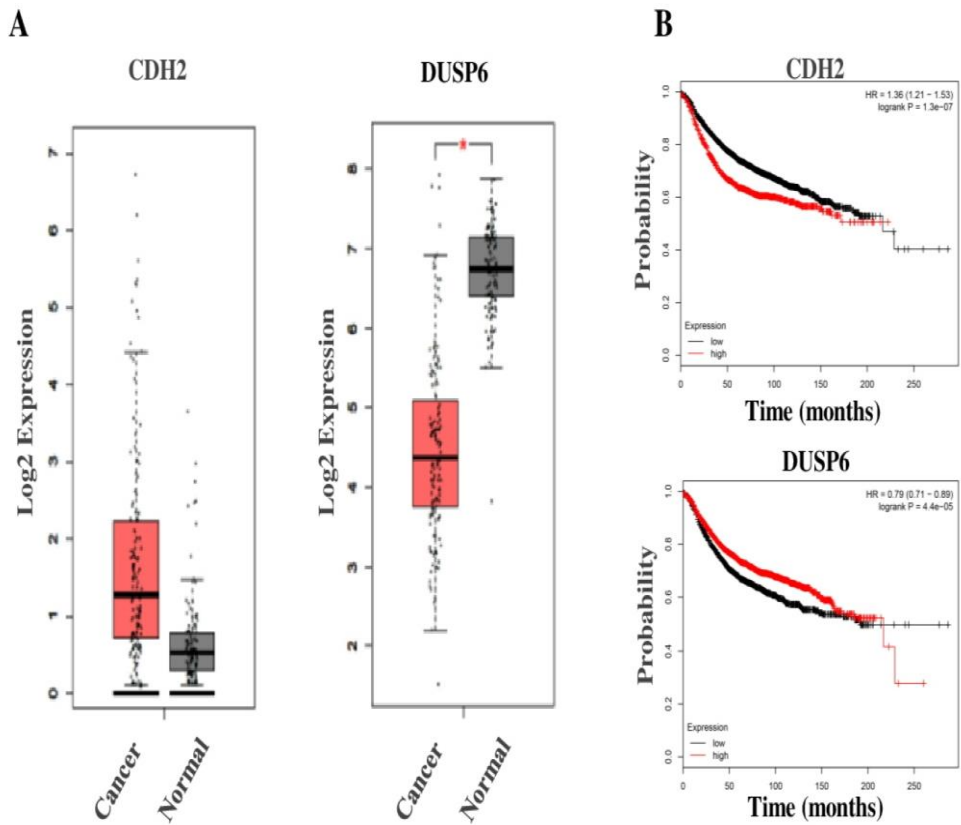 A
B
CDH2
DUSP6
CDH2
Log2 Expression
7
6
5
4
3
2
1
0
Cancer
Normal
Log2 Expression
8
7
6
5
4
3
2
*
Cancer
Normal
HR = 1.36 (1.21 − 1.53)
logrank P = 1.3e−07
Probability
1.0
0.8
0.6
0.4
0.2
0.0
Expression
low
high
0 50 100 150 200 250
Time (months)
DUSP6
HR = 0.79 (0.71 − 0.89)
logrank P = 4.4e−05
Probability
1.0
0.8
0.6
0.4
0.2
0.0
Expression
low
high
0 50 100 150 200 250
Time (months)